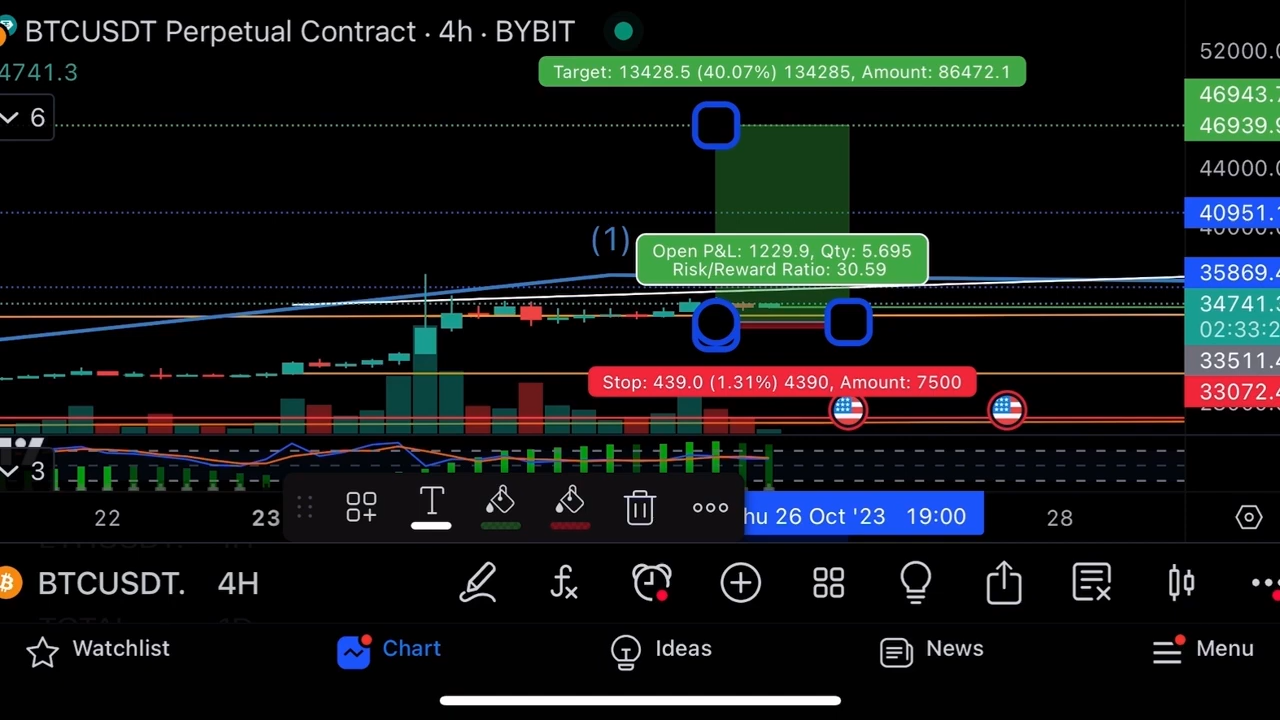 BTCUSDT Perpetual Contract · 4h · BYBIT
4741.3
6
Target: 13428.5 (40.07%) 134285, Amount: 86472.1
(1)
Open P&L: 1229.9, Qty: 5.695
Risk/Reward Ratio: 30.59
Stop: 439.0 (1.31%) 4390, Amount: 7500
52000.0
46943.7
46939.9
44000.0
40951.
35869.4
34741.3
02:33:2
33511.4
33072.4
3
22
23
hu 26 Oct '23 19:00
28
T
BTCUSDT. 4H
Watchlist
Chart
Ideas
News
Menu